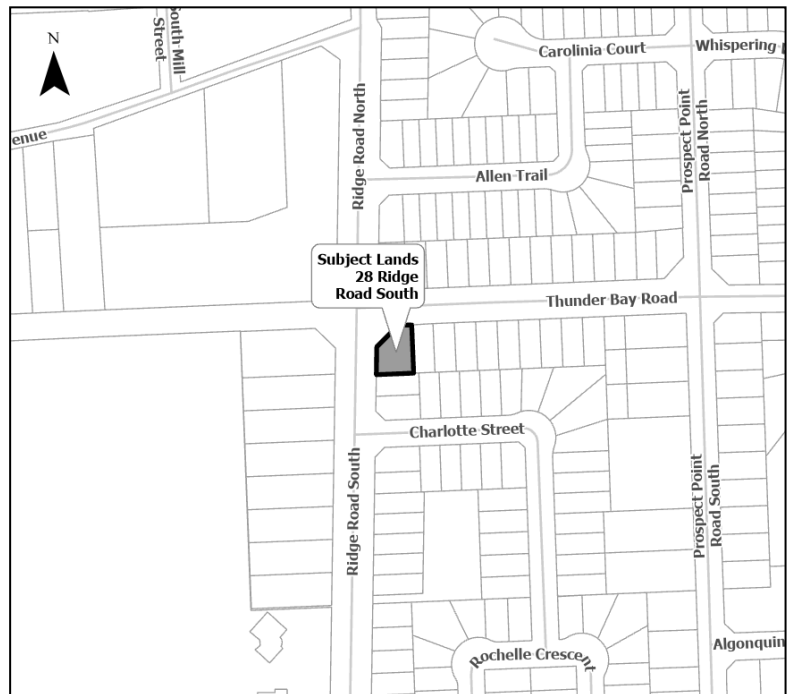 South Mill
Street
N
Carolinia Court
Whispering
enue
Ridge Road North
Prospect Point
Road North
Allen Trail
Subject Lands
28 Ridge
Road South
Thunder Bay Road
Charlotte Street
Ridge Road South
Prospect Point
Road South
Algonquin
Rochelle Crescent